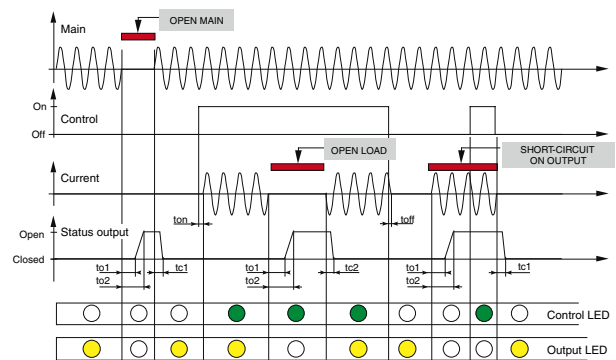 OPEN MAIN
Main
On
Control
Off
OPEN LOAD
SHORT-CIRCUIT
ON OUTPUT
Current
ton
toff
Status output
Open
Closed
to1
tc1
to1
tc2
to1
tc1
to2
to2
to2
Control LED
Output LED